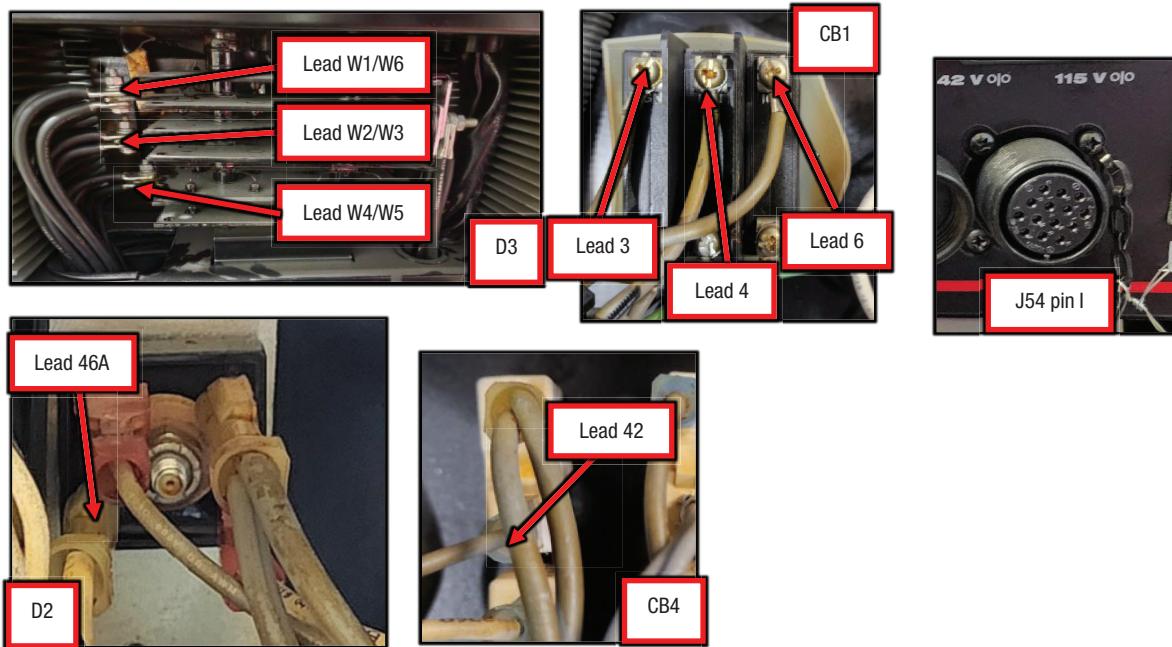 Lead W1/W6
Lead W2/W3
Lead W4/W5
D3
CB1
Lead 3
Lead 4
Lead 6
42 V
115 V
J54 pin I
Lead 46A
D2
Lead 42
CB4